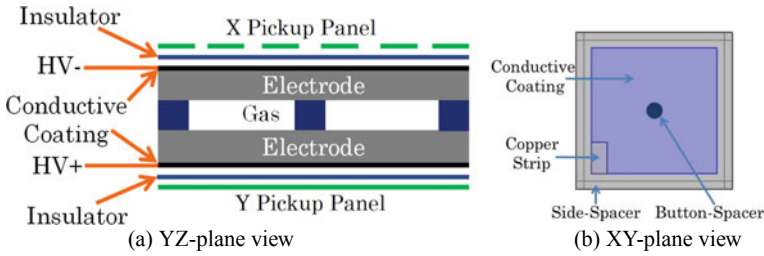 Insulator
X Pickup Panel
HV-
Electrode
Conductive
Coating
Gas
Electrode
HV+
Insulator
Y Pickup Panel
(a) YZ-plane view
Conductive
Coating
Copper
Strip
Side-Spacer
Button-Spacer
(b) XY-plane view